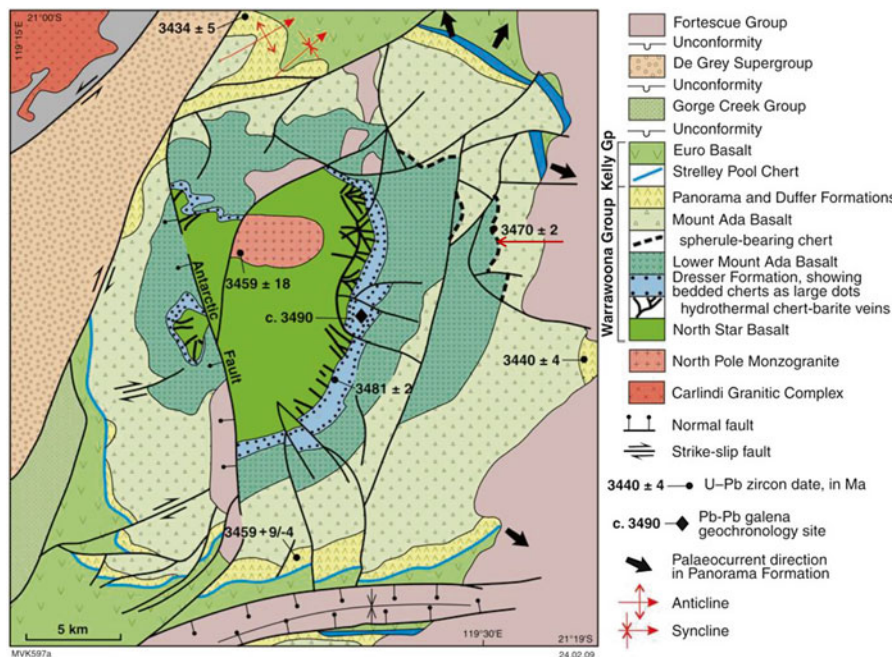 21°00'S
119°15'E
3434 ± 5
3470 ± 2
3459 ± 18
Antarctic
Fault
c. 3490
3481 ± 2
3440 ± 4
3459 +9/-4
5 km
119°30'E
21°19'S
MVK597a
24.02.09
Fortescue Group
Unconformity
De Grey Supergroup
Unconformity
Gorge Creek Group
Unconformity
Kelly Gp
Euro Basalt
Strelley Pool Chert
Warrawoona Group
Panorama and Duffer Formations
Mount Ada Basalt
spherule-bearing chert
Lower Mount Ada Basalt
Dresser Formation, showing
bedded cherts as large dots
hydrothermal chert-barite veins
North Star Basalt
North Pole Monzogranite
Carlindi Granitic Complex
Normal fault
Strike-slip fault
3440 ± 4 U–Pb zircon date, in Ma
c. 3490 Pb-Pb galena
geochronology site
Palaeocurrent direction
in Panorama Formation
Anticline
Syncline